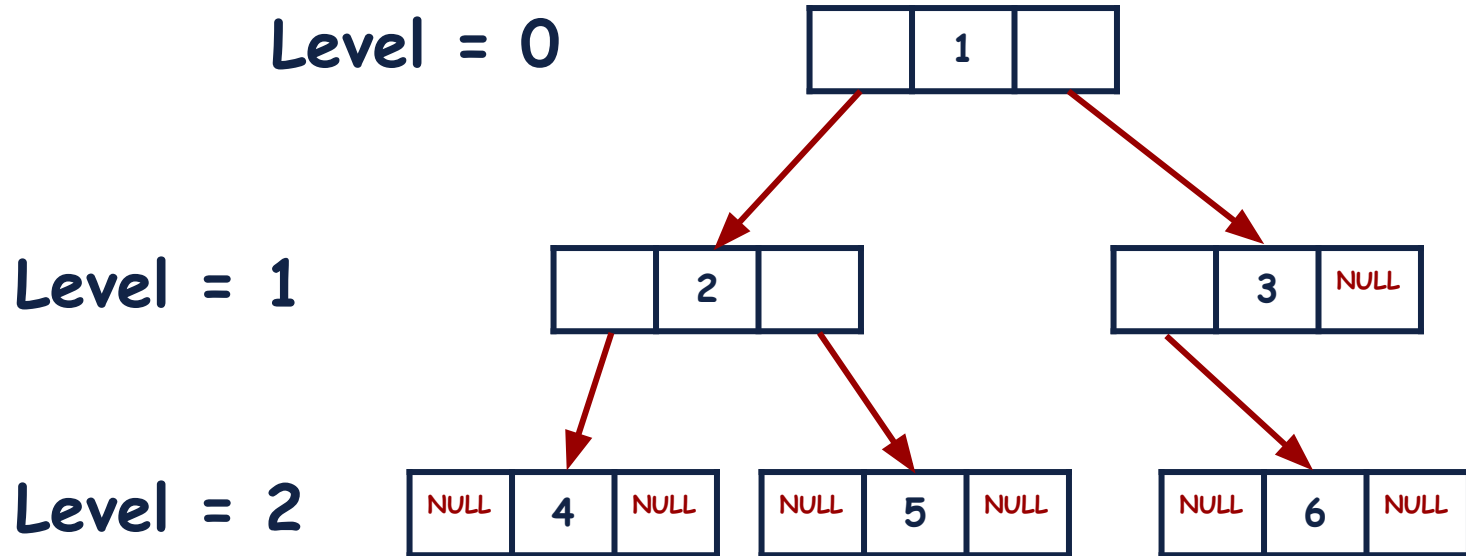 Level = 0 1
Level = 1 2 3 NULL
Level = 2 NULL 4 NULL NULL 5 NULL NULL 6 NULL